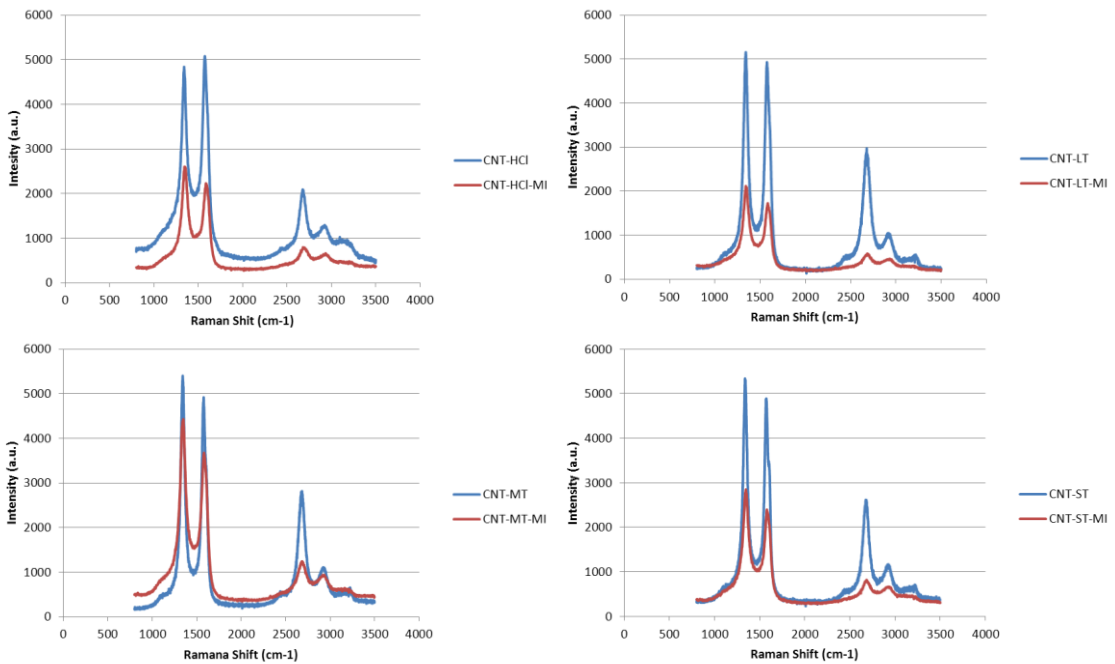 6000
5000
4000
3000
2000
1000
0
Intesity (a.u.)
0 500 1000 1500 2000 2500 3000 3500 4000
Raman Shit (cm-1)
CNT-HCl
CNT-HCl-MI
6000
5000
4000
3000
2000
1000
0
Intensity (a.u.)
0 500 1000 1500 2000 2500 3000 3500 4000
Raman Shift (cm-1)
CNT-LT
CNT-LT-MI
6000
5000
4000
3000
2000
1000
0
Intensity (a.u.)
0 500 1000 1500 2000 2500 3000 3500 4000
Ramana Shift (cm-1)
CNT-MT
CNT-MT-MI
6000
5000
4000
3000
2000
1000
0
Intensity (a.u.)
0 500 1000 1500 2000 2500 3000 3500 4000
Raman Shift (cm-1)
CNT-ST
CNT-ST-MI